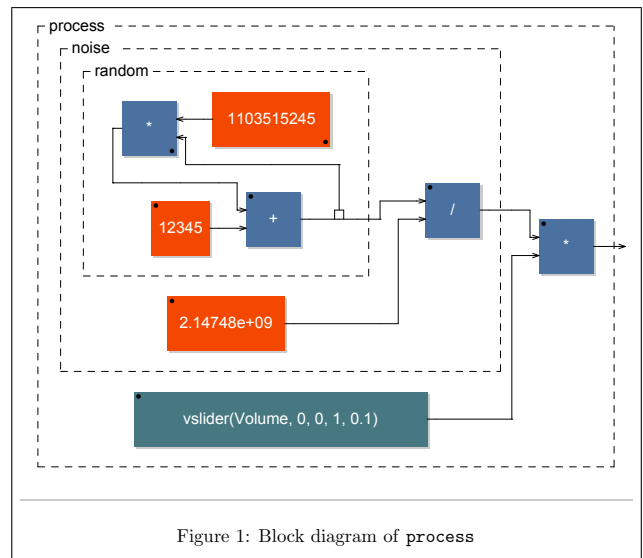 process
noise
random
*
1103515245
12345
+
/
*
2.14748e+09
vslider(Volume, 0, 0, 1, 0.1)
Figure 1: Block diagram of process